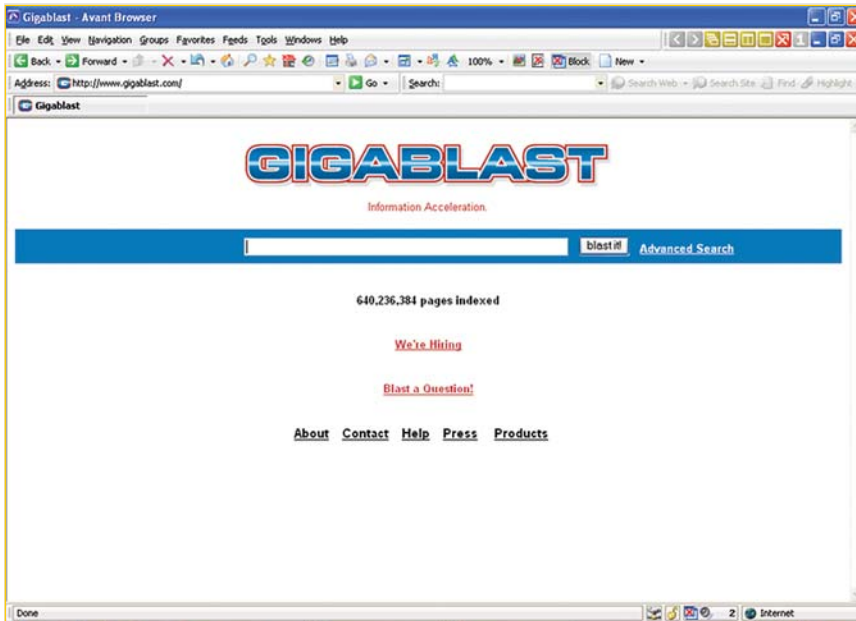 Gigablast - Avant Browser
File Edit View Navigation Groups Favorites Feeds Tools Windows Help
Back Forward 100% Block New
Address: http://www.gigablast.com/ Go Search: Search Web Search Site Find Highlight
Gigablast
GIGABLAST
Information Acceleration.
blast it! Advanced Search
640,236,384 pages indexed
We're Hiring
Blast a Question!
About Contact Help Press Products
Done 2 Internet